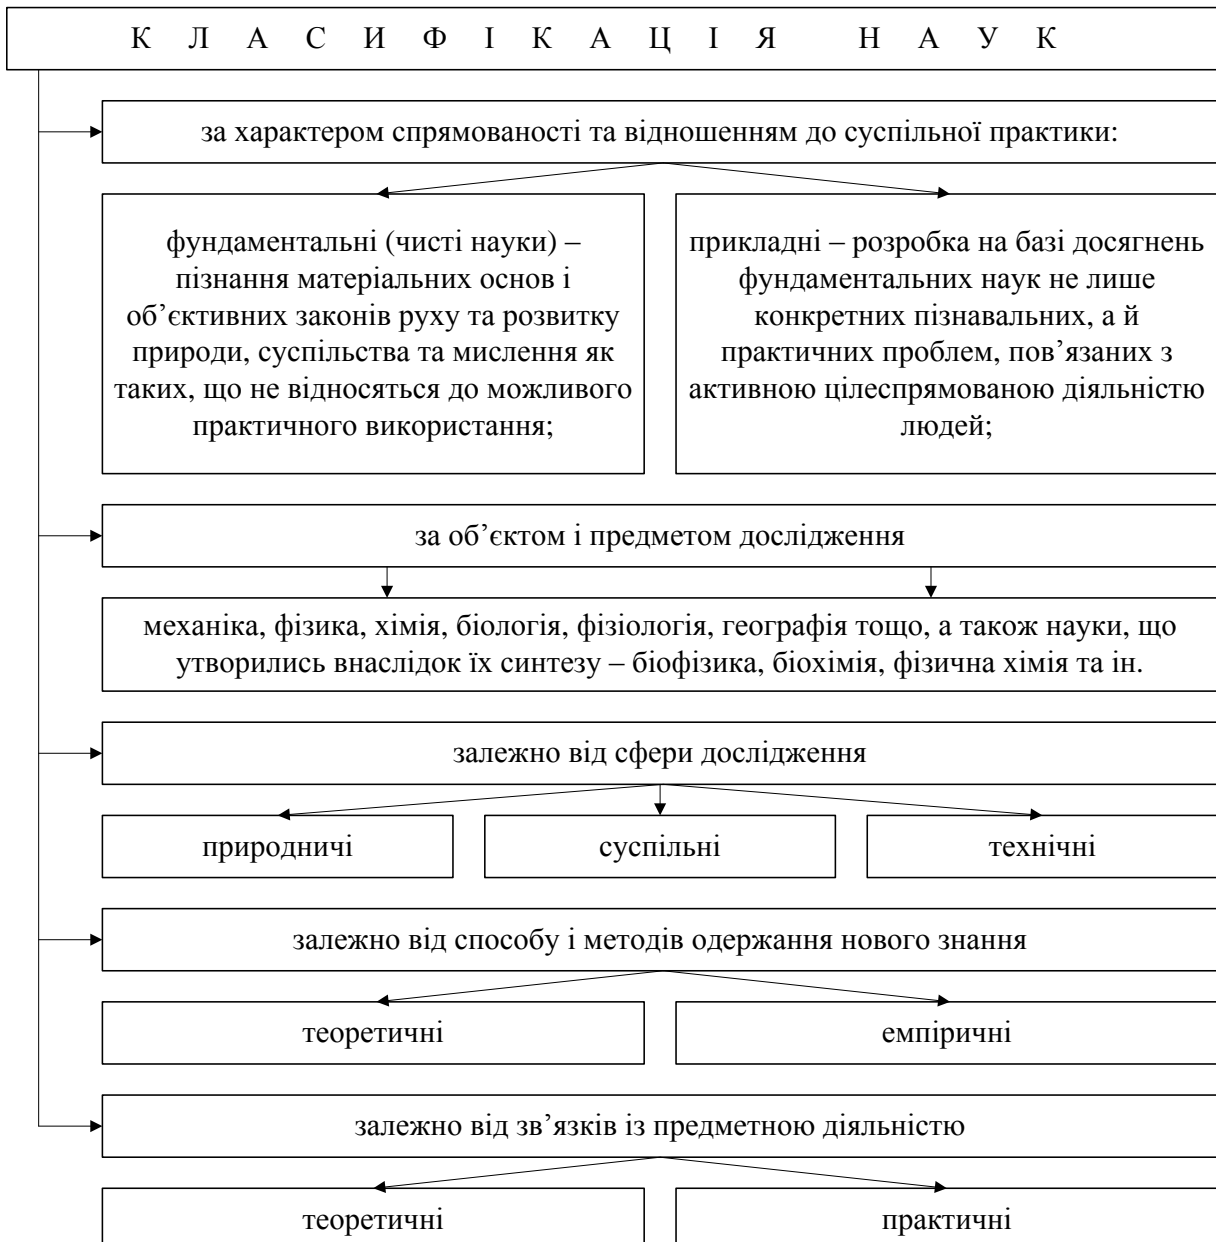 К Л А С И Ф І К А Ц І Я Н А У К
за характером спрямованості та відношенням до суспільної практики:
фундаментальні (чисті науки) –
пізнання матеріальних основ і
об’єктивних законів руху та розвитку
природи, суспільства та мислення як
таких, що не відносяться до можливого
практичного використання;
прикладні – розробка на базі досягнень
фундаментальних наук не лише
конкретних пізнавальних, а й
практичних проблем, пов’язаних з
активною цілеспрямованою діяльністю
людей;
за об’єктом і предметом дослідження
механіка, фізика, хімія, біологія, фізіологія, географія тощо, а також науки, що
утворились внаслідок їх синтезу – біофізика, біохімія, фізична хімія та ін.
залежно від сфери дослідження
природничі
суспільні
технічні
залежно від способу і методів одержання нового знання
теоретичні
емпіричні
залежно від зв’язків із предметною діяльністю
теоретичні
практичні